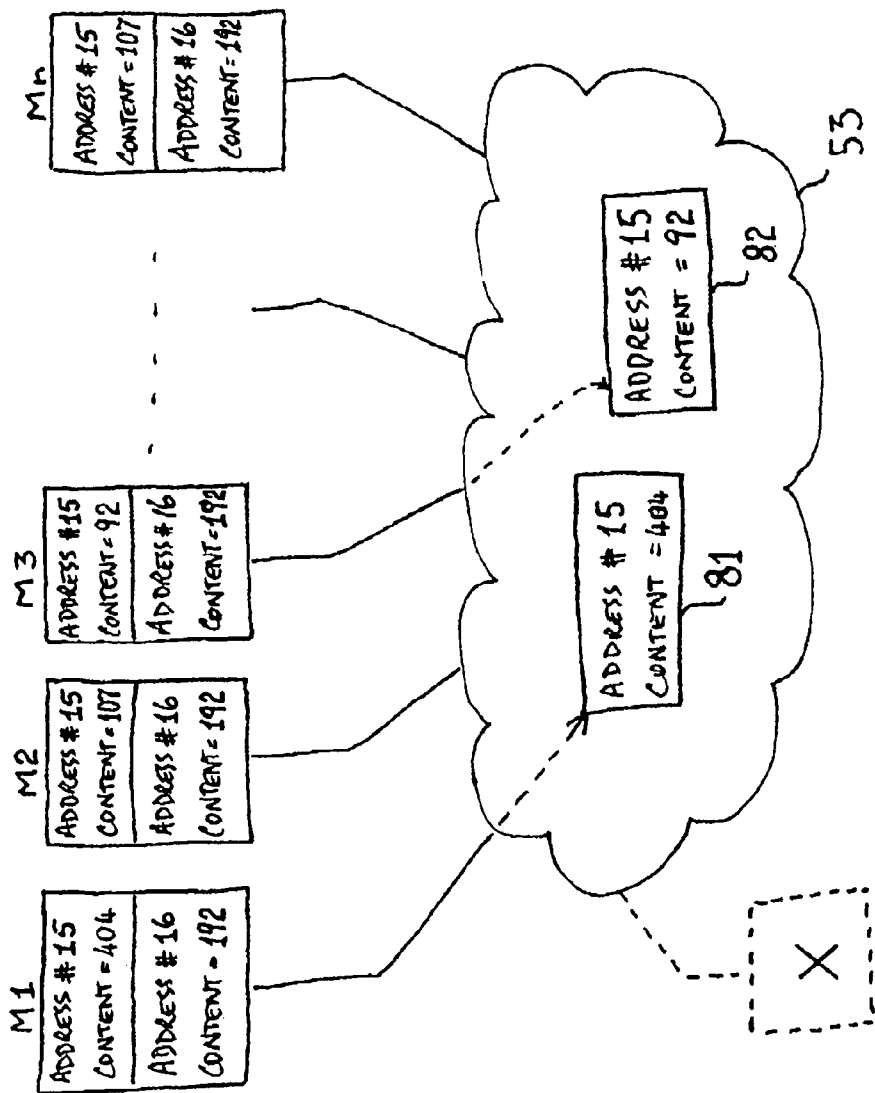 M1
ADDRESS #15
CONTENT=404
ADDRESS #16
CONTENT=192
M2
ADDRESS #15
CONTENT=107
ADDRESS #16
CONTENT=192
M3
ADDRESS #15
CONTENT=92
ADDRESS #16
CONTENT=192
Mn
ADDRESS #15
CONTENT=107
ADDRESS #16
CONTENT=192
ADDRESS #15
CONTENT=404
81
ADDRESS #15
CONTENT = 92
82
53
X